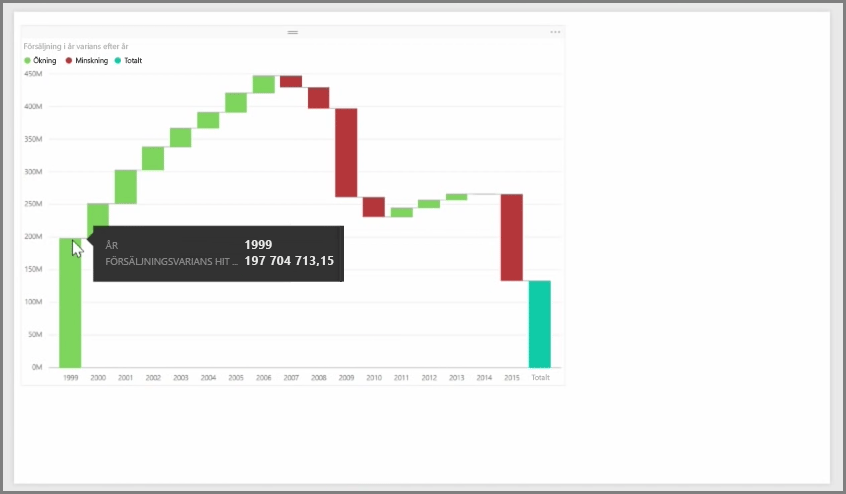 Försäljning i år varians efter år
Ökning Minskning Totalt
450M
400M
350M
300M
250M
200M
150M
100M
50M
0M
ÅR 1999
FÖRSÄLJNINGSVARIANS HIT ... 197 704 713,15
1999 2000 2001 2002 2003 2004 2005 2006 2007 2008 2009 2010 2011 2012 2013 2014 2015 Totalt